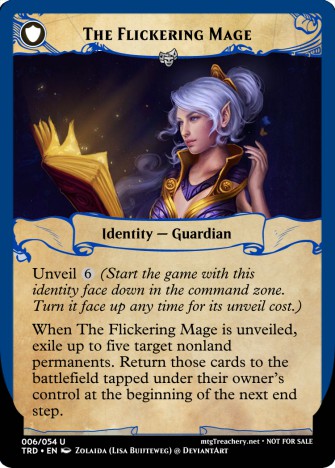 The Flickering Mage
Identity — Guardian
Unveil 6 (Start the game with this
identity face down in the command zone.
Turn it face up any time for its unveil cost.)
When The Flickering Mage is unveiled,
exile up to five target nonland
permanents. Return those cards to the
battlefield tapped under their owner's
control at the beginning of the next end
step.
006/054 U
mtgTreachery.net • NOT FOR SALE
TRD • EN Zolaida (Lisa Buijteweg) @ DeviantArt